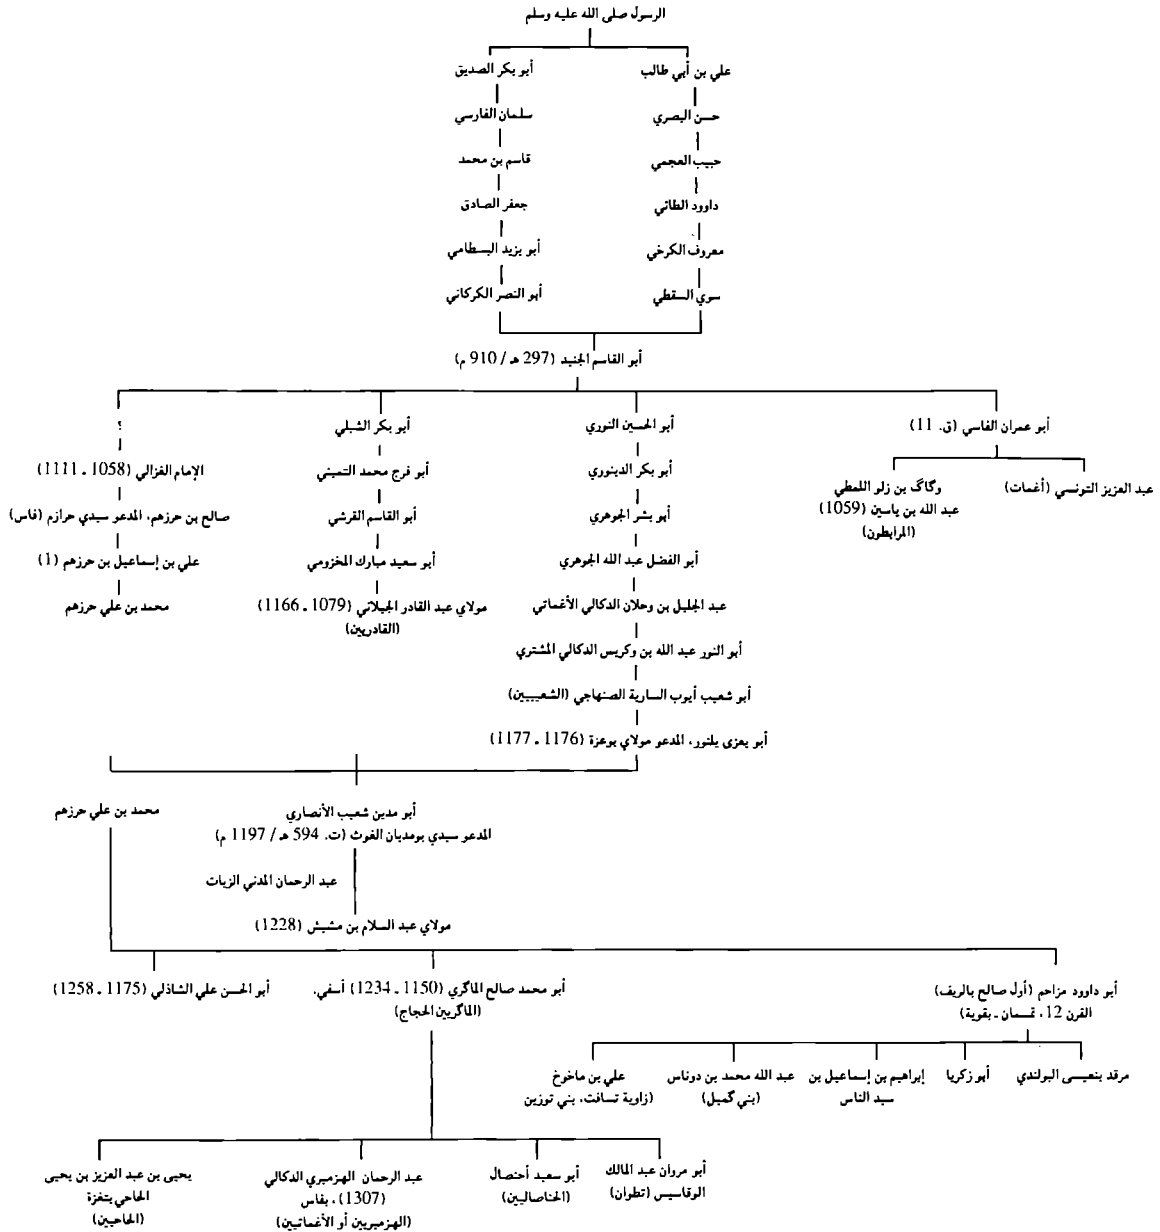 الرسول صلى الله عليه وسلم
علي بن أبي طالب
أبو بكر الصديق
حسن البصري
سلمان الفارسي
حبيب العجمي
قاسم بن محمد
داوود الطائي
جعفر الصادق
معروف الكرخي
أبو يزيد البسطامي
سري السقطي
أبو النصر الكركاني
أبو القاسم الجنيد (297 هـ / 910 م)
أبو عمران الفاسي (ق. 11)
أبو الحسين النوري
أبو بكر الشبلي
؟
عبد العزيز التونسي (أغمات)
وگاگ بن زلو اللمطي
عبد الله بن ياسين (1059)
(المرابطون)
أبو بكر الدينوري
أبو فرج محمد التميني
الإمام الغزالي (1058 ـ 1111)
أبو بشر الجوهري
أبو القاسم القرشي
صالح بن حرزهم، المدعو سيدي حرازم (فاس)
أبو الفضل عبد الله الجوهري
أبو سعيد مبارك المخزومي
علي بن إسماعيل بن حرزهم (1)
عبد الجليل بن وحلان الدكالي الأغماتي
مولاي عبد القادر الجيلاني (1079 ـ 1166)
(القادريين)
محمد بن علي حرزهم
أبو النور عبد الله بن وكريس الدكالي المشتري
أبو شعيب أيوب السارية الصنهاجي (الشعيبيين)
أبو يعزى يلنور، المدعو مولاي بوعزة (1176 ـ 1177)
أبو مدين شعيب الأنصاري
المدعو سيدي بومديان الغوث (ت. 594 هـ / 1197 م)
محمد بن علي حرزهم
عبد الرحمان المدني الزيات
مولاي عبد السلام بن مشيش (1228)
أبو داوود مزاحم (أول صالح بالريف)
القرن 12، تمسمان ـ بقوية)
أبو محمد صالح الماگري (1150 ـ 1234) أسفي.
(الماگريين الحجاج)
أبو الحسن علي الشاذلي (1175 ـ 1258)
مرقد بنعيسى البولندي
أبو زكريا
إبراهيم بن إسماعيل بن
سيد الناس
عبد الله محمد بن دوناس
(بني گميل)
علي بن ماخوخ
(زاوية تسافت، بني توزين
أبو مروان عبد المالك
الوقاسيس (تطوان)
أبو سعيد أحنصال
(الحناصاليين)
عبد الرحمان الهزميري الدكالي
(1307)، بفاس
(الهزميريين أو الأغماتيين)
يحيى بن عبد العزيز بن يحيى
الحاحي بتغزة
(الحاحيين)